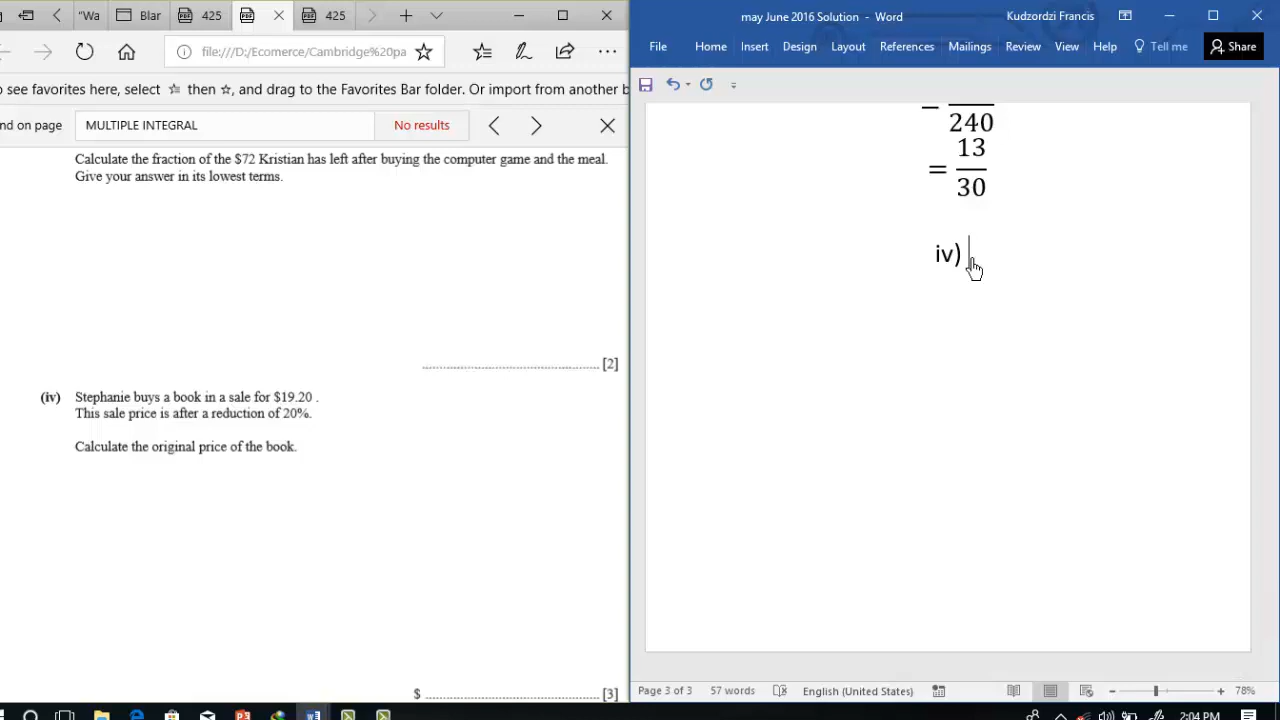 "Wa
Blar
425
425
may June 2016 Solution - Word
Kudzordzi Francis
file:///D:/Ecomerce/Cambridge%20pa
File
Home
Insert
Design
Layout
References
Mailings
Review
View
Help
Tell me
Share
o see favorites here, select then , and drag to the Favorites Bar folder. Or import from another b
nd on page
MULTIPLE INTEGRAL
No results
Calculate the fraction of the $72 Kristian has left after buying the computer game and the meal.
Give your answer in its lowest terms.
[2]
(iv) Stephanie buys a book in a sale for $19.20 .
This sale price is after a reduction of 20%.
Calculate the original price of the book.
$ [3]
240
= 13/30
iv)
Page 3 of 3
57 words
English (United States)
78%
2:04 PM